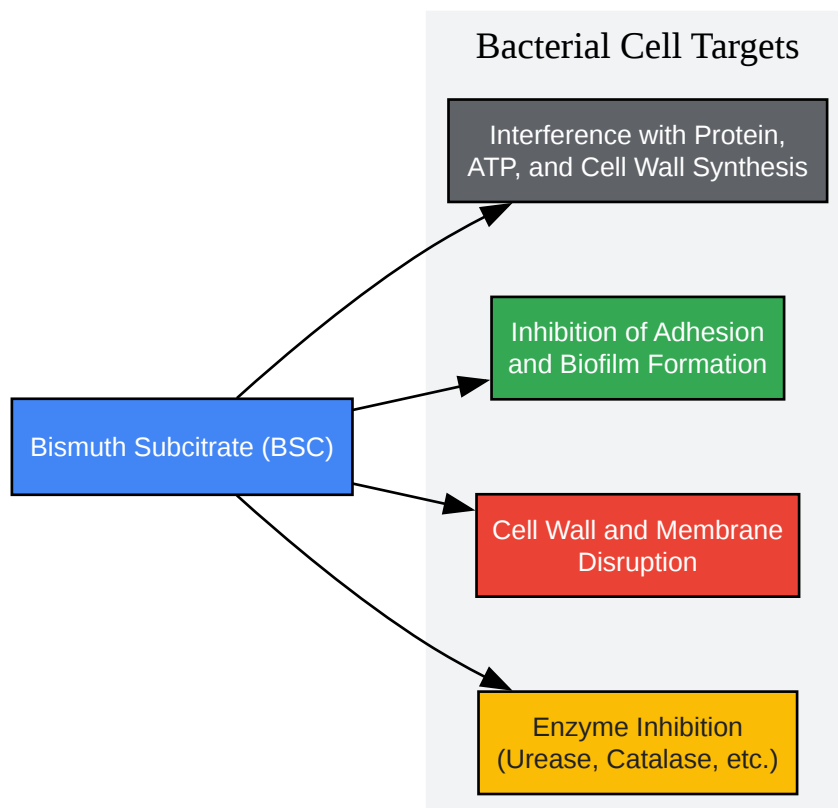 Bacterial Cell Targets
Interference with Protein,
ATP, and Cell Wall Synthesis
Inhibition of Adhesion
and Biofilm Formation
Bismuth Subcitrate (BSC)
Cell Wall and Membrane
Disruption
Enzyme Inhibition
(Urease, Catalase, etc.)